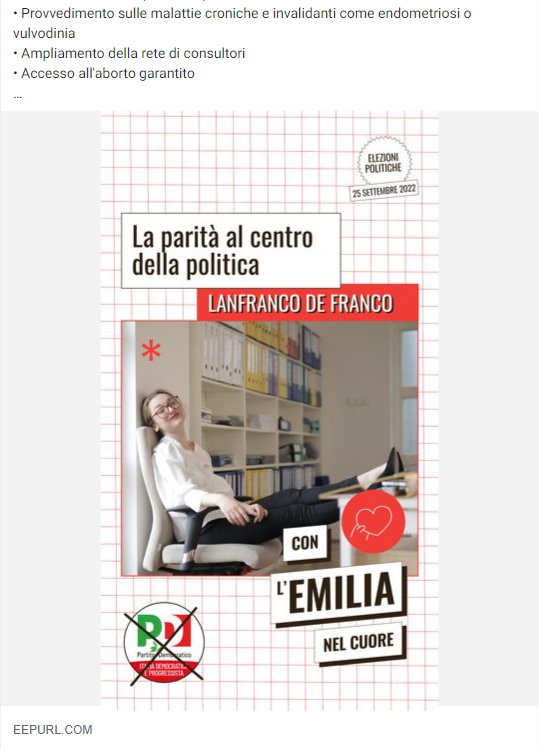 • Provvedimento sulle malattie croniche e invalidanti come endometriosi o
vulvodinia
• Ampliamento della rete di consultori
• Accesso all'aborto garantito
...
ELEZIONI
POLITICHE
25 SETTEMBRE 2022
La parità al centro
della politica
LANFRANCO DE FRANCO
*
CON
L'EMILIA
NEL CUORE
PD
Partito Democratico
ITALIA DEMOCRATICA
E PROGRESSISTA
EEPURL.COM